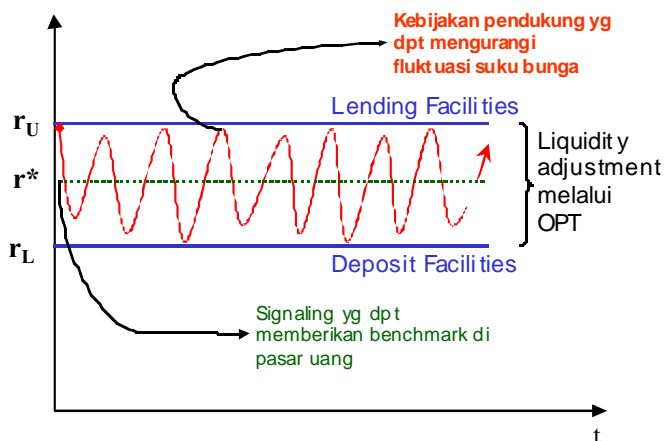 Kebijakan pendukung yg
dpt mengurangi
fluktuasi suku bunga
Lending Facilities
rU
r*
rL
Liquidity
adjustment
melalui
OPT
Deposit Facilities
Signaling yg dpt
memberikan benchmark di
pasar uang
t